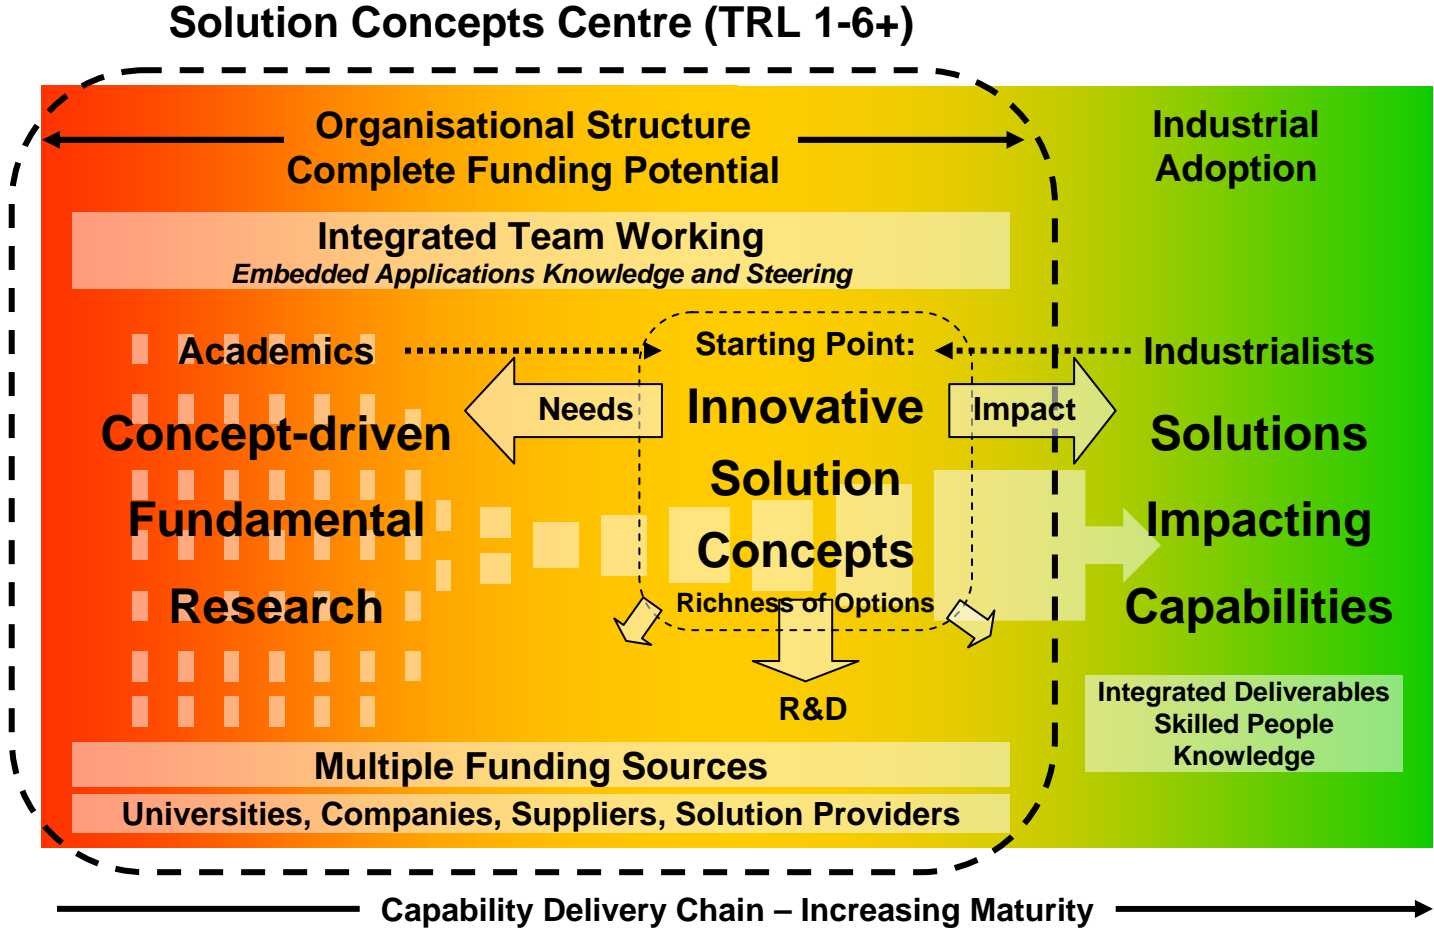 Solution Concepts Centre (TRL 1-6+)
Organisational Structure
Complete Funding Potential
Industrial
Adoption
Integrated Team Working
Embedded Applications Knowledge and Steering
Academics
Starting Point:
Industrialists
Needs
Impact
Concept-driven
Fundamental
Research
Innovative
Solution
Concepts
Richness of Options
R&D
Solutions
Impacting
Capabilities
Integrated Deliverables
Skilled People
Knowledge
Multiple Funding Sources
Universities, Companies, Suppliers, Solution Providers
Capability Delivery Chain – Increasing Maturity